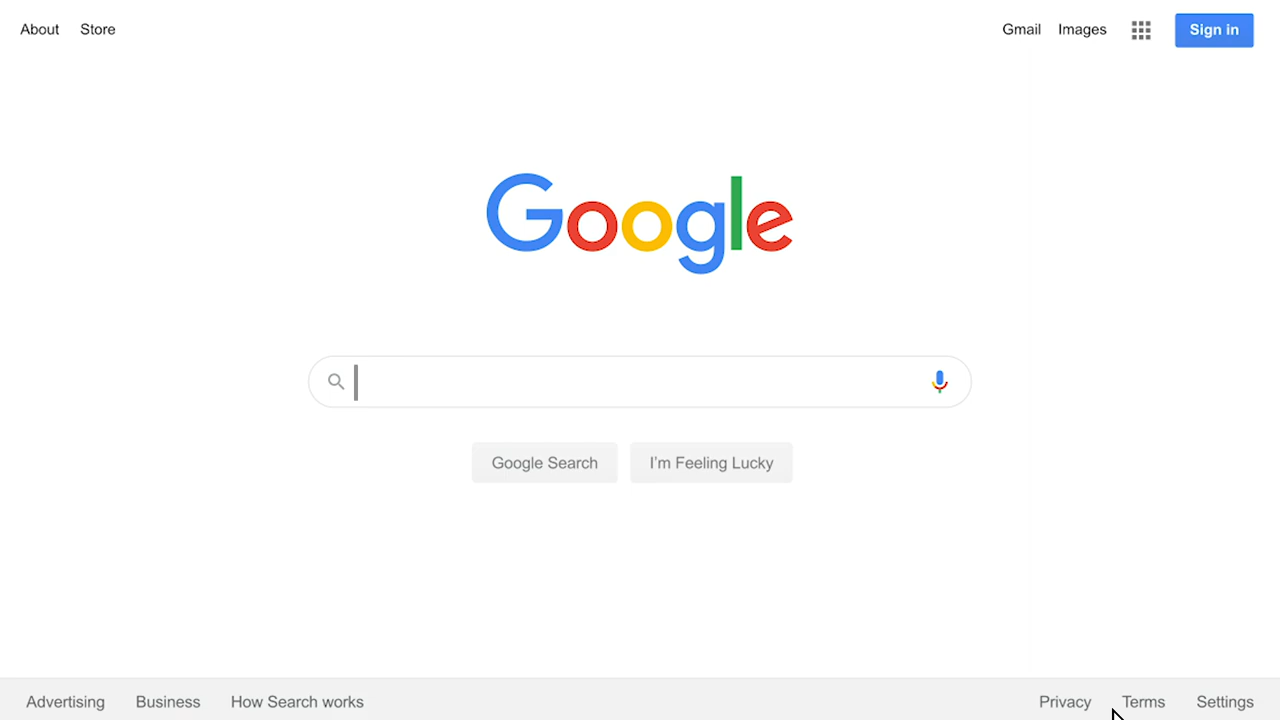 About Store Gmail Images Sign in
Google
Google Search I'm Feeling Lucky
Advertising Business How Search works Privacy Terms Settings